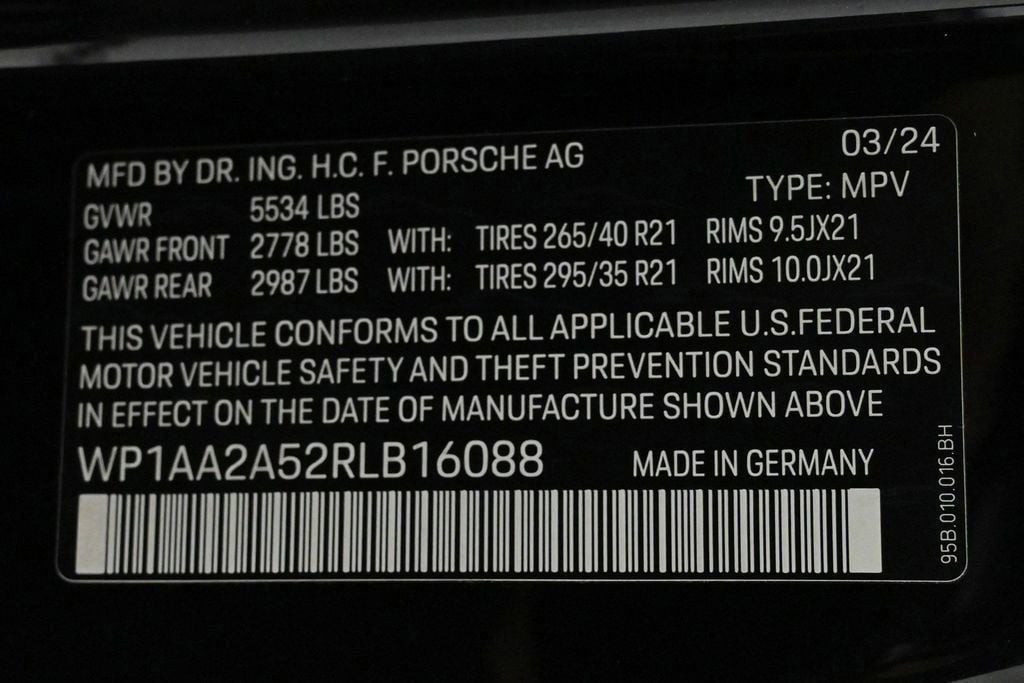 MFD BY DR. ING. H.C. F. PORSCHE AG 03/24
TYPE: MPV
GVWR 5534 LBS
GAWR FRONT 2778 LBS WITH: TIRES 265/40 R21 RIMS 9.5JX21
GAWR REAR 2987 LBS WITH: TIRES 295/35 R21 RIMS 10.0JX21
THIS VEHICLE CONFORMS TO ALL APPLICABLE U.S.FEDERAL
MOTOR VEHICLE SAFETY AND THEFT PREVENTION STANDARDS
IN EFFECT ON THE DATE OF MANUFACTURE SHOWN ABOVE
WP1AA2A52RLB16088 MADE IN GERMANY
95B.010.016.BH